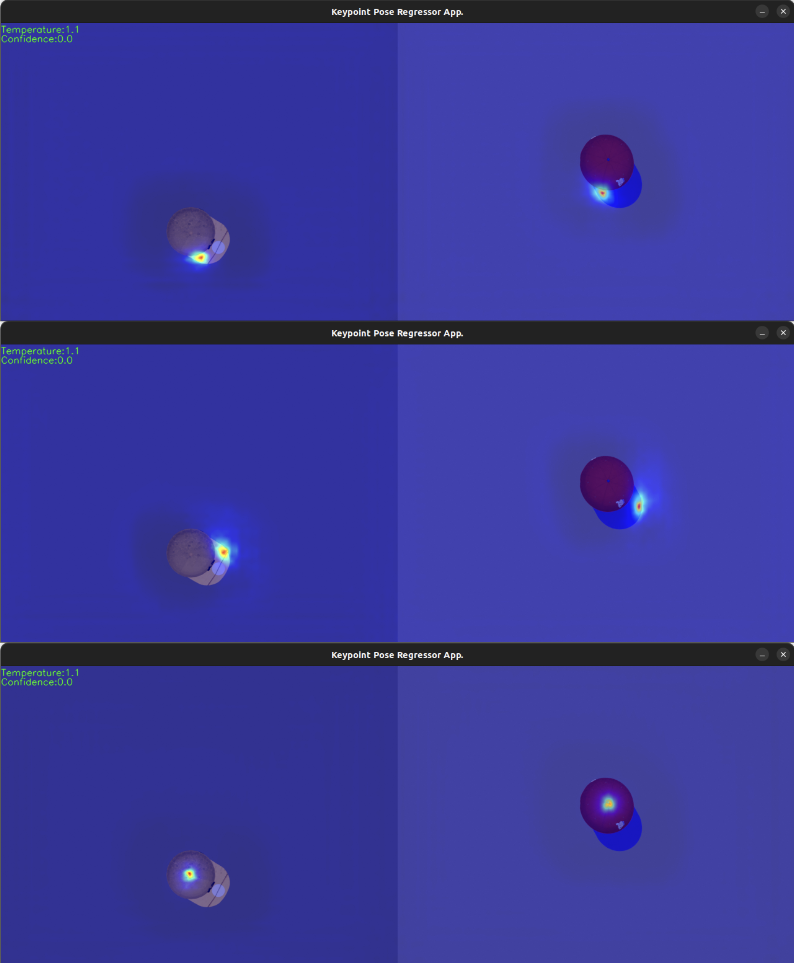 Keypoint Pose Regressor App.
Temperature:1.1
Confidence:0.0
Keypoint Pose Regressor App.
Temperature:1.1
Confidence:0.0
Keypoint Pose Regressor App.
Temperature:1.1
Confidence:0.0